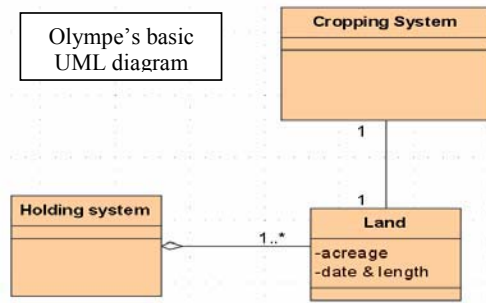 Olympe's basic
UML diagram
Cropping System
1
1
Holding system
1..*
Land
-acreage
-date & length